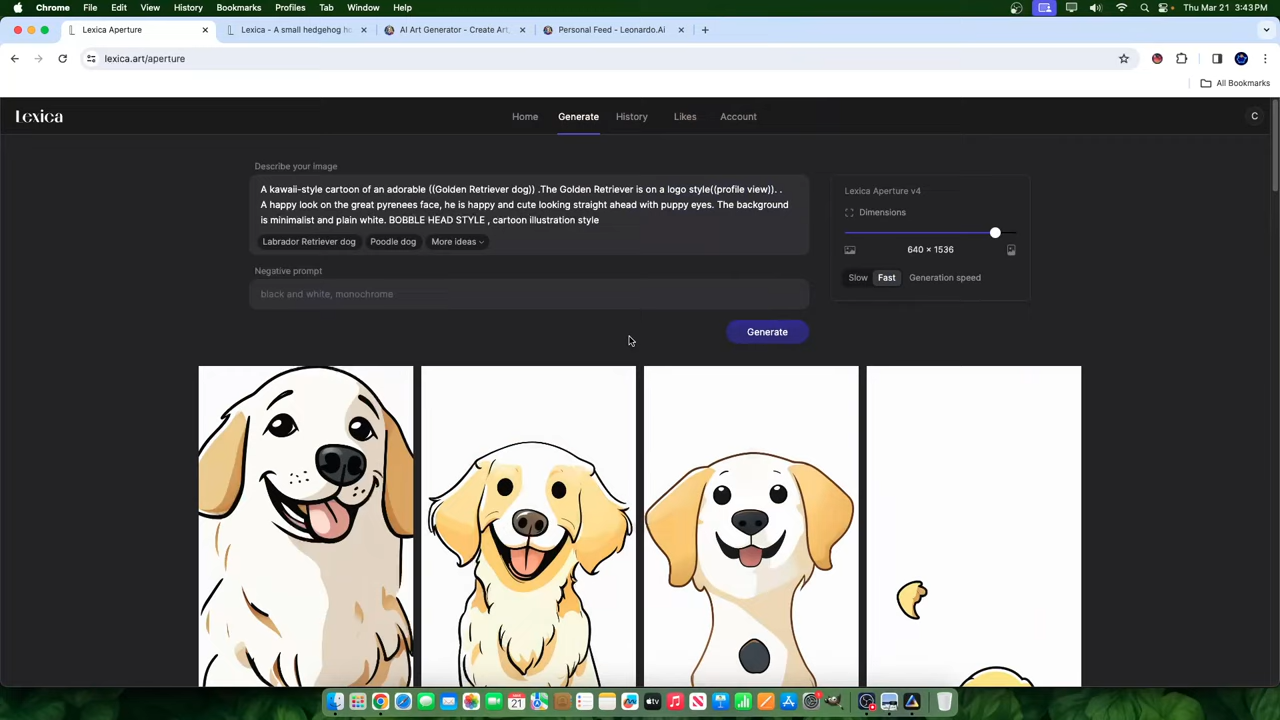 Chrome File Edit View History Bookmarks Profiles Tab Window Help Thu Mar 21 3:43 PM
Lexica Aperture
Lexica - A small hedgehog ho
AI Art Generator - Create Art,
Personal Feed - Leonardo.Ai
lexica.art/aperture
All Bookmarks
Lexica
Home Generate History Likes Account C
Describe your image
A kawaii-style cartoon of an adorable ((Golden Retriever dog)) .The Golden Retriever is on a logo style((profile view)). .
A happy look on the great pyrenees face, he is happy and cute looking straight ahead with puppy eyes. The background
is minimalist and plain white. BOBBLE HEAD STYLE , cartoon illustration style
Labrador Retriever dog Poodle dog More ideas
Negative prompt
black and white, monochrome
Generate
Lexica Aperture v4
Dimensions
640 × 1536
Slow Fast Generation speed